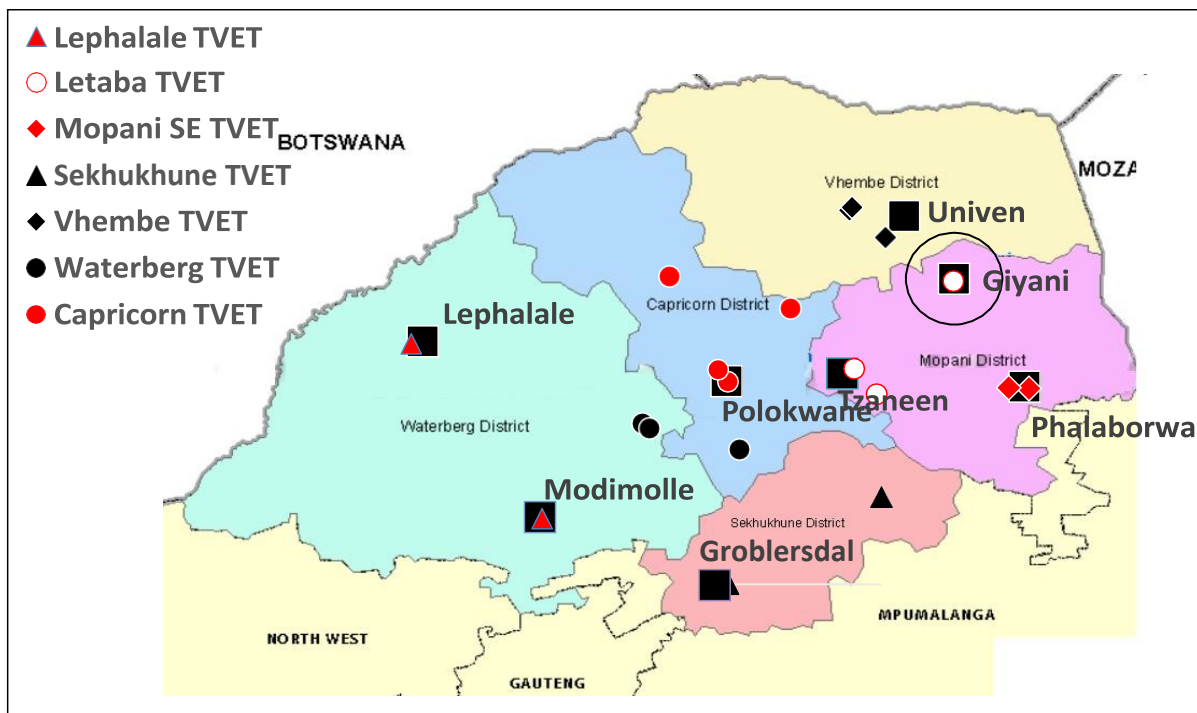 Lephalale TVET
Letaba TVET
Mopani SE TVET
Sekhukhune TVET
Vhembe TVET
Waterberg TVET
Capricorn TVET
BOTSWANA
MOZA
Vhembe District
Univen
Giyani
Capricorn District
Lephalale
Mopani District
Tzaneen
Polokwane
Phalaborwa
Waterberg District
Modimolle
Sekhukhune District
Groblersdal
MPUMALANGA
NORTH WEST
GAUTENG